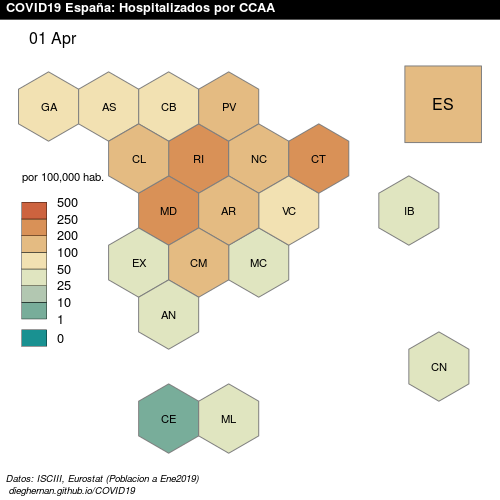 COVID19 España: Hospitalizados por CCAA
01 Apr
GA AS CB PV
ES
CL RI NC CT
por 100,000 hab.
500
250
200
100
50
25
10
1
0
MD AR VC
IB
EX CM MC
AN
CN
CE ML
Datos: ISCIII, Eurostat (Poblacion a Ene2019)
dieghernan.github.io/COVID19